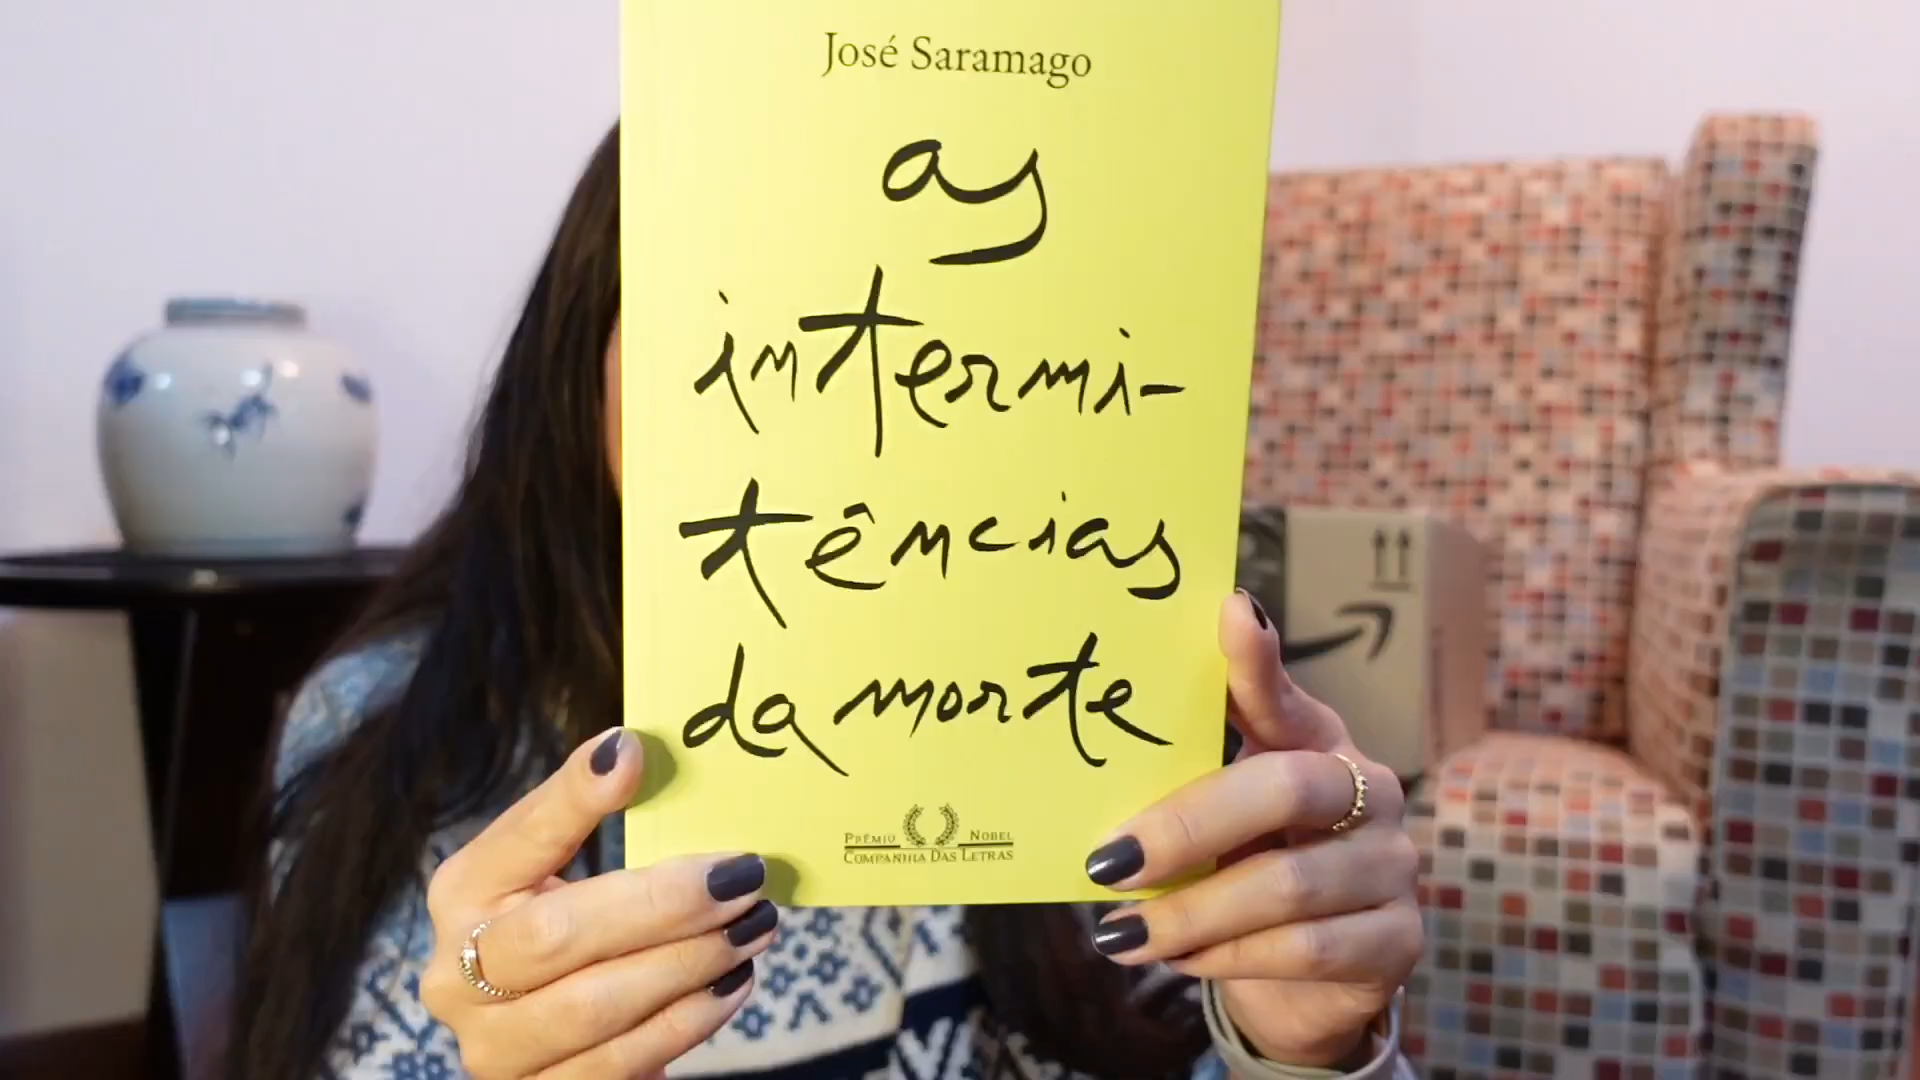 José Saramago
as
intermi-
tências
da morte
PRÊMIO NOBEL
COMPANHIA DAS LETRAS